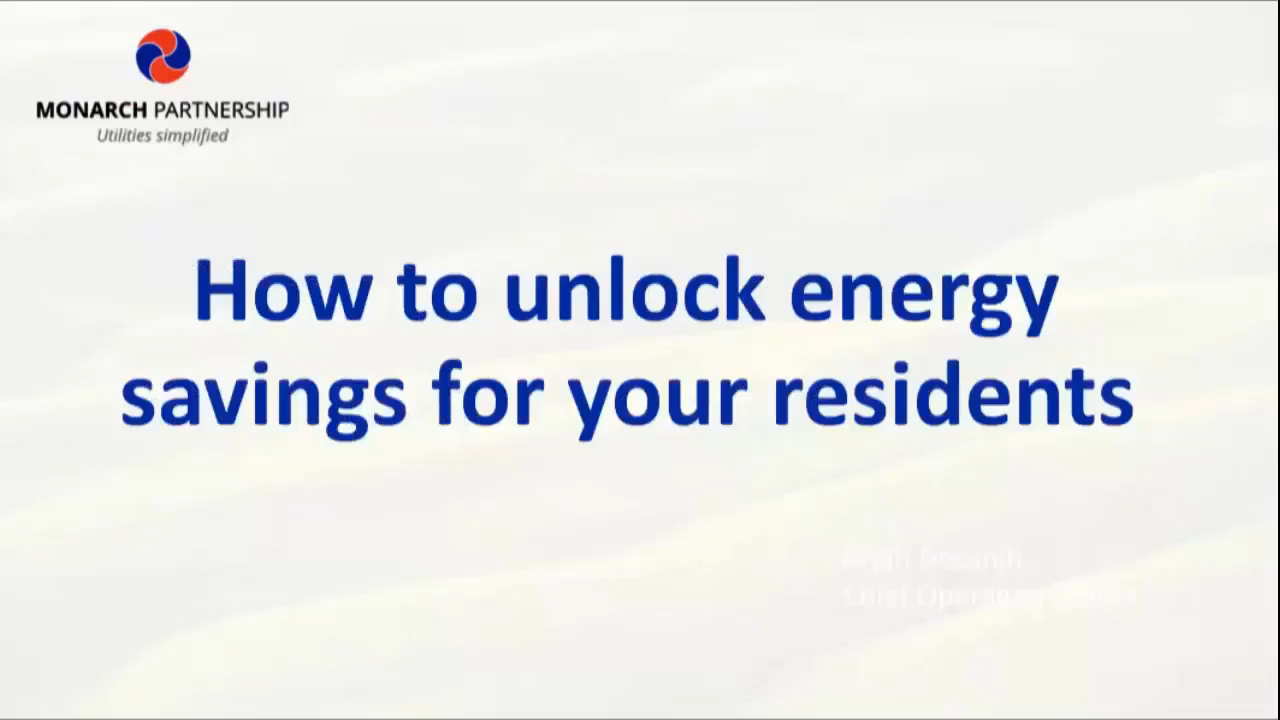 MONARCH PARTNERSHIP
Utilities simplified
How to unlock energy
savings for your residents